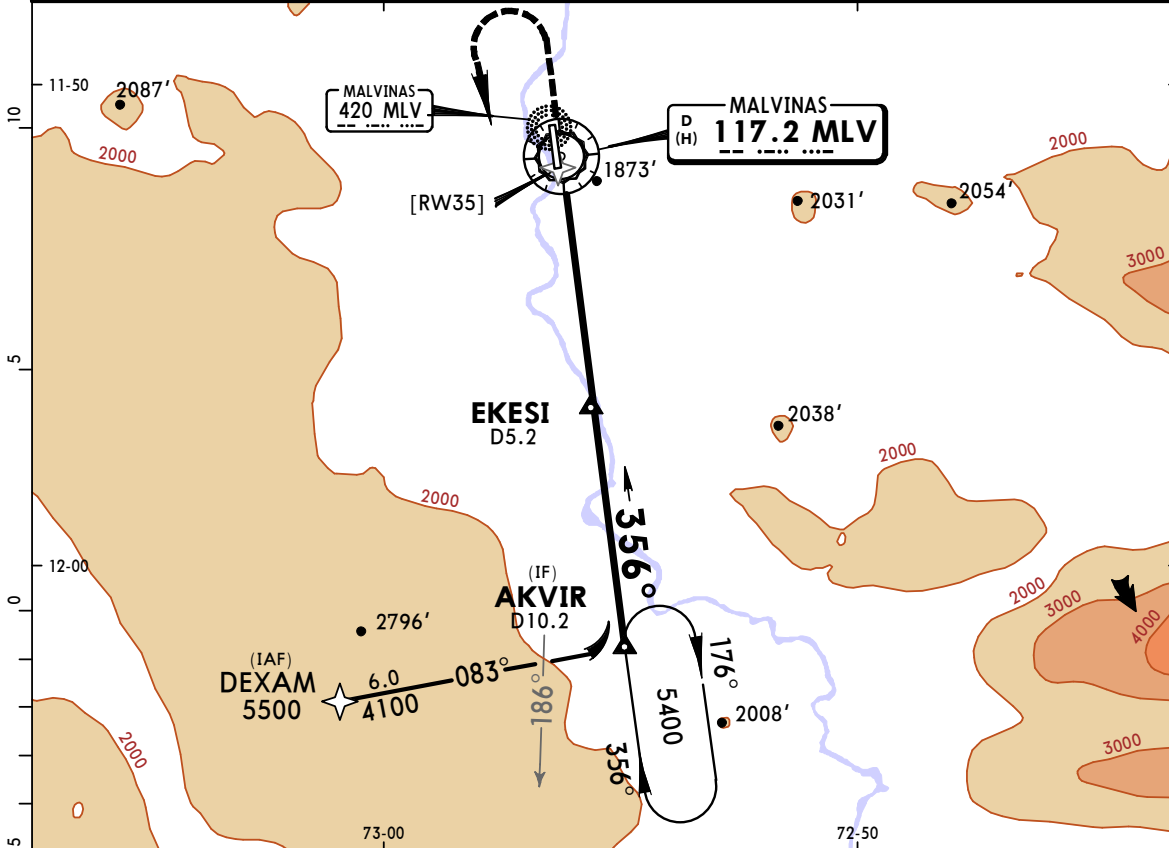 11-50
2087'
MALVINAS
420 MLV
MALVINAS
D
(H)
117.2 MLV
10
2000
2000
1873'
2054'
2031'
[RW35]
3000
5
EKESI
D5.2
2038'
2000
2000
356°
12-00
(IF)
AKVIR
D10.2
2000
3000
4000
0
2796'
(IAF)
DEXAM
5500
6.0
4100
083°
186°
176°
5400
356°
2008'
2000
3000
5
73-00
72-50